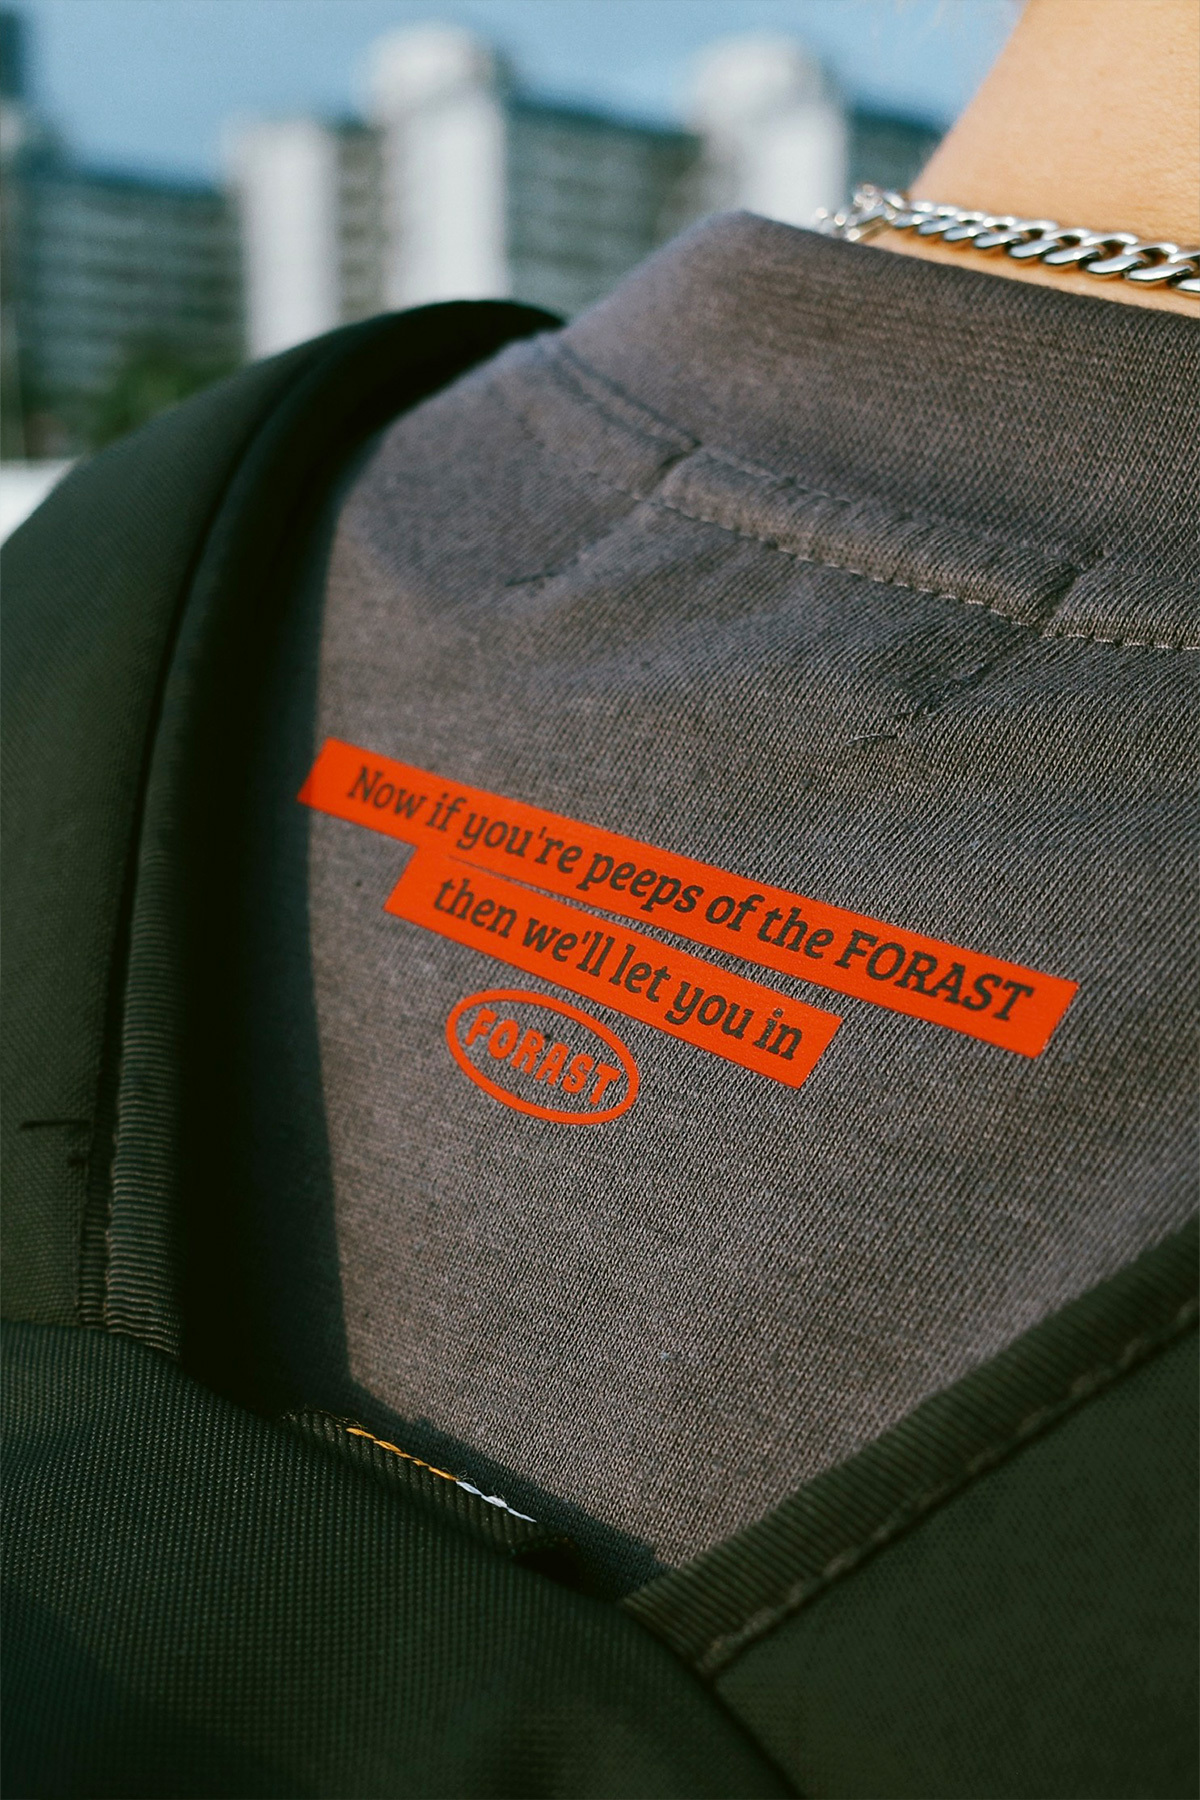 Now if you're peeps of the FORAST
then we'll let you in
FORAST